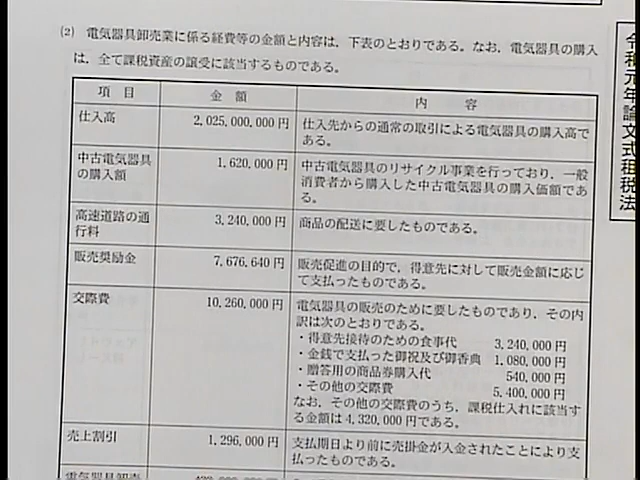 (2) 電気器具卸売業に係る経費等の金額と内容は，下表のとおりである。なお，電気器具の購入
は，全て課税資産の譲受に該当するものである。
項目 金額 内容
仕入高 2,025,000,000円 仕入先からの通常の取引による電気器具の購入高で
ある。
中古電気器具 1,620,000円 中古電気器具のリサイクル事業を行っており，一般
の購入額 消費者から購入した中古電気器具の購入価額であ
る。
高速道路の通 3,240,000円 商品の配送に要したものである。
行料
販売奨励金 7,676,640円 販売促進の目的で，得意先に対して販売金額に応じ
て支払ったものである。
交際費 10,260,000円 電気器具の販売のために要したものであり，その内
訳は次のとおりである。
・得意先接待のための食事代 3,240,000円
・金銭で支払った御祝及び御香典 1,080,000円
・贈答用の商品券購入代 540,000円
・その他の交際費 5,400,000円
なお，その他の交際費のうち，課税仕入れに該当す
る金額は4,320,000円である。
売上割引 1,296,000円 支払期日より前に売掛金が入金されたことにより支
払ったものである。
電気器具卸売
令和元年論文式租税法